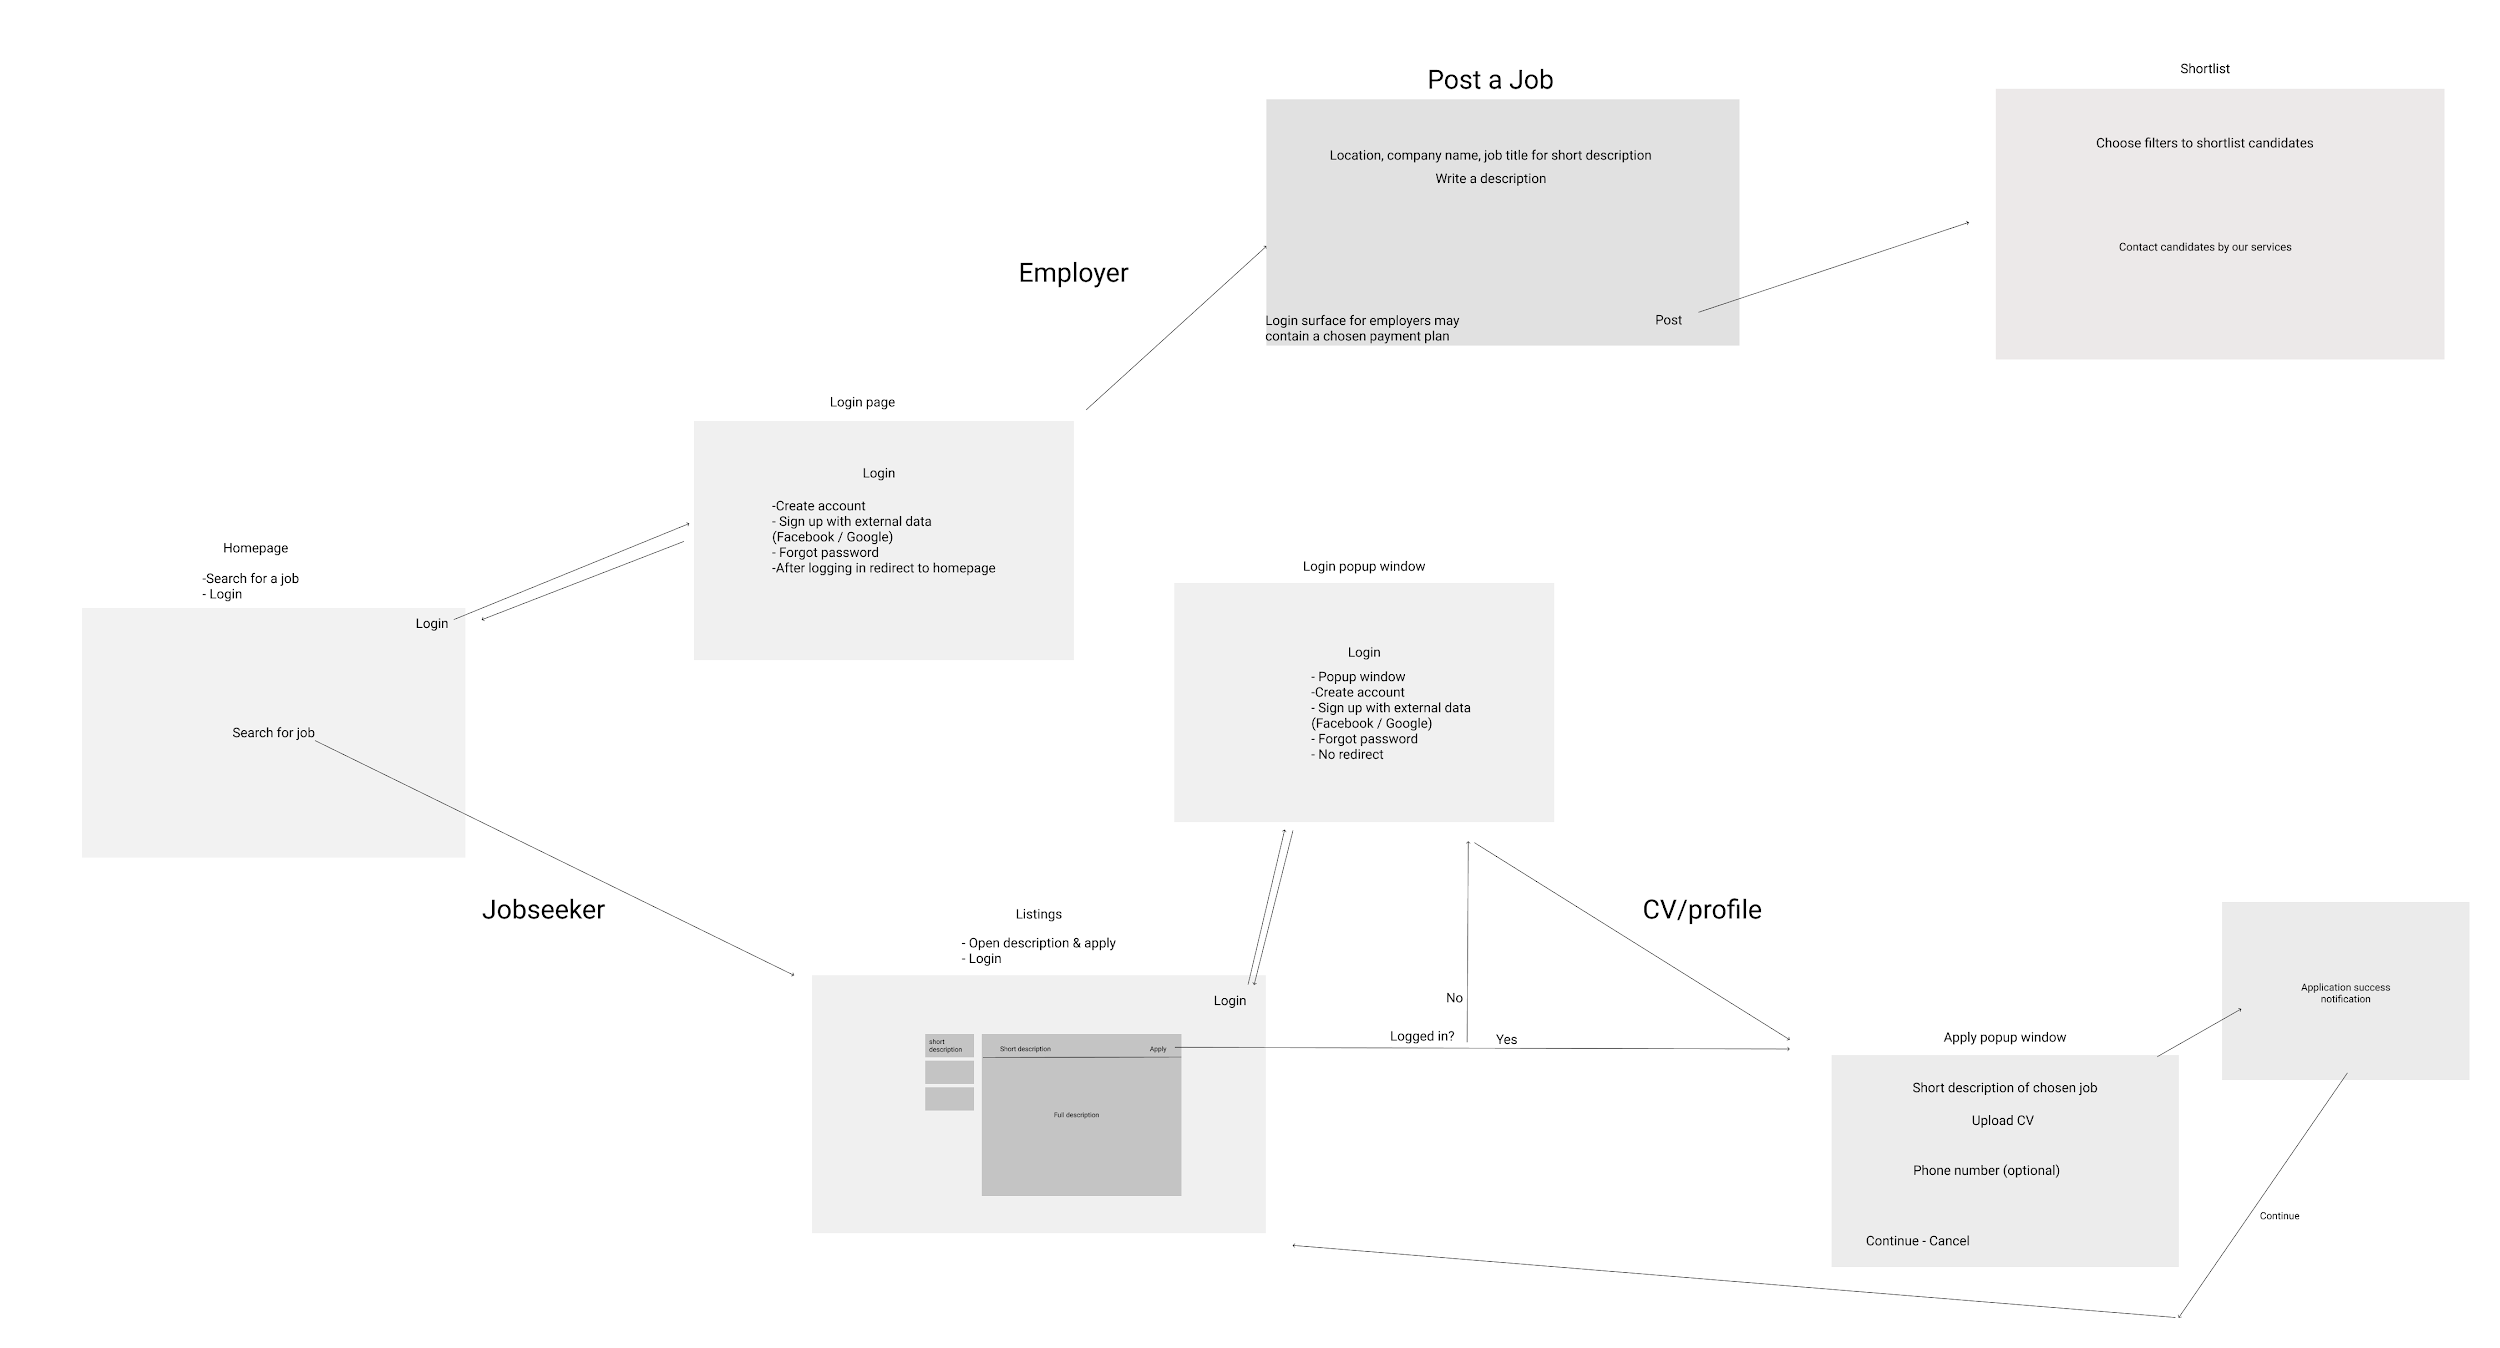 Post a Job
Location, company name, job title for short description
Write a description
Login surface for employers may
contain a chosen payment plan
Post
Shortlist
Choose filters to shortlist candidates
Contact candidates by our services
Employer
Login page
Login
-Create account
- Sign up with external data
(Facebook / Google)
- Forgot password
-After logging in redirect to homepage
Homepage
-Search for a job
- Login
Login
Search for job
Login popup window
Login
- Popup window
-Create account
- Sign up with external data
(Facebook / Google)
- Forgot password
- No redirect
Jobseeker
CV/profile
Listings
- Open description & apply
- Login
Login
short
description
Short description
Apply
Full description
Logged in?
No
Yes
Apply popup window
Short description of chosen job
Upload CV
Phone number (optional)
Continue - Cancel
Application success
notification
Continue